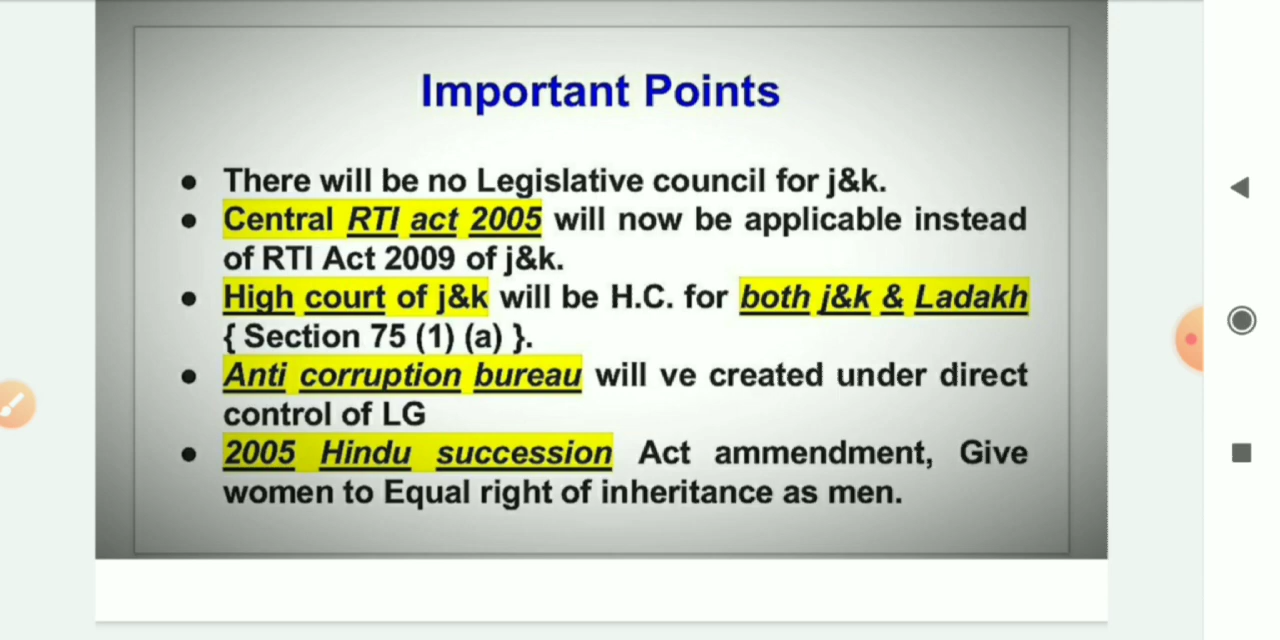 Important Points
● There will be no Legislative council for j&k.
● Central RTI act 2005 will now be applicable instead
of RTI Act 2009 of j&k.
● High court of j&k will be H.C. for both j&k & Ladakh
{ Section 75 (1) (a) }.
● Anti corruption bureau will ve created under direct
control of LG
● 2005 Hindu succession Act ammendment, Give
women to Equal right of inheritance as men.